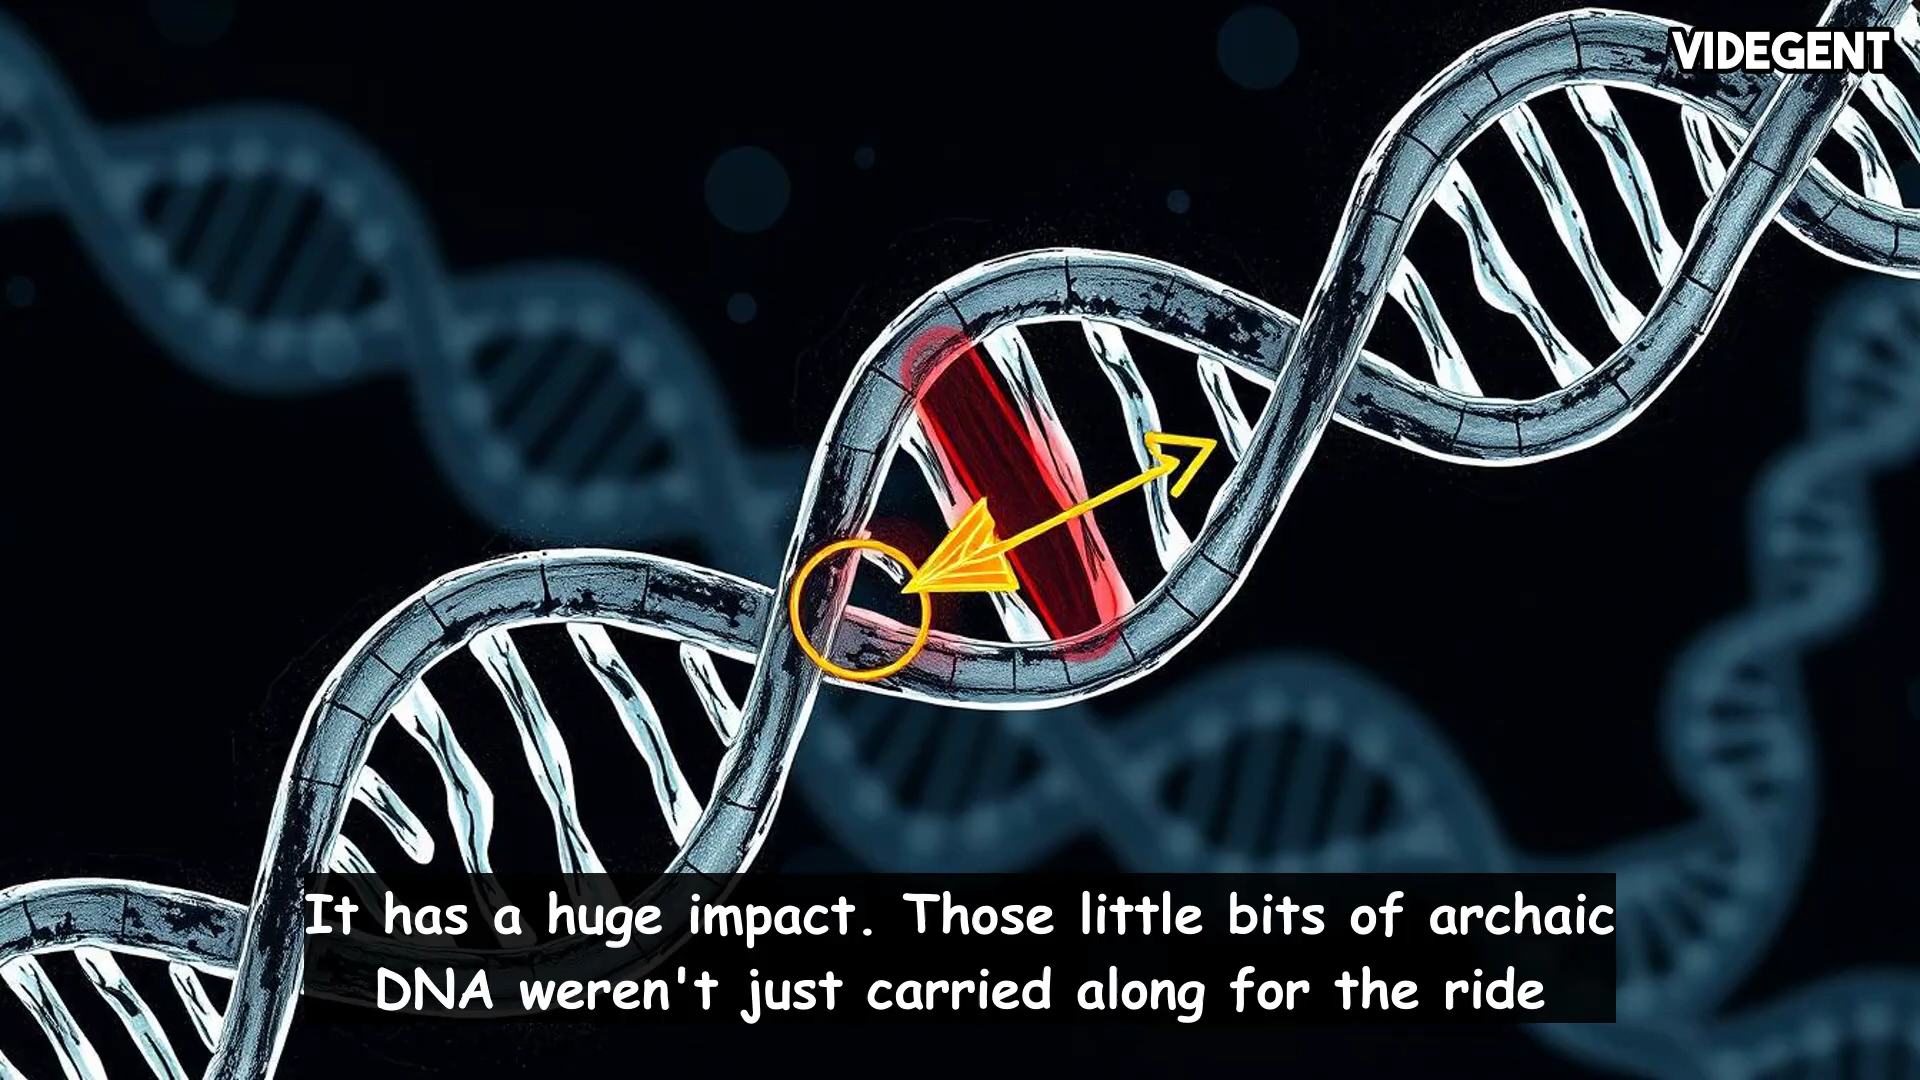 VIDEGENT
It has a huge impact. Those little bits of archaic
DNA weren't just carried along for the ride